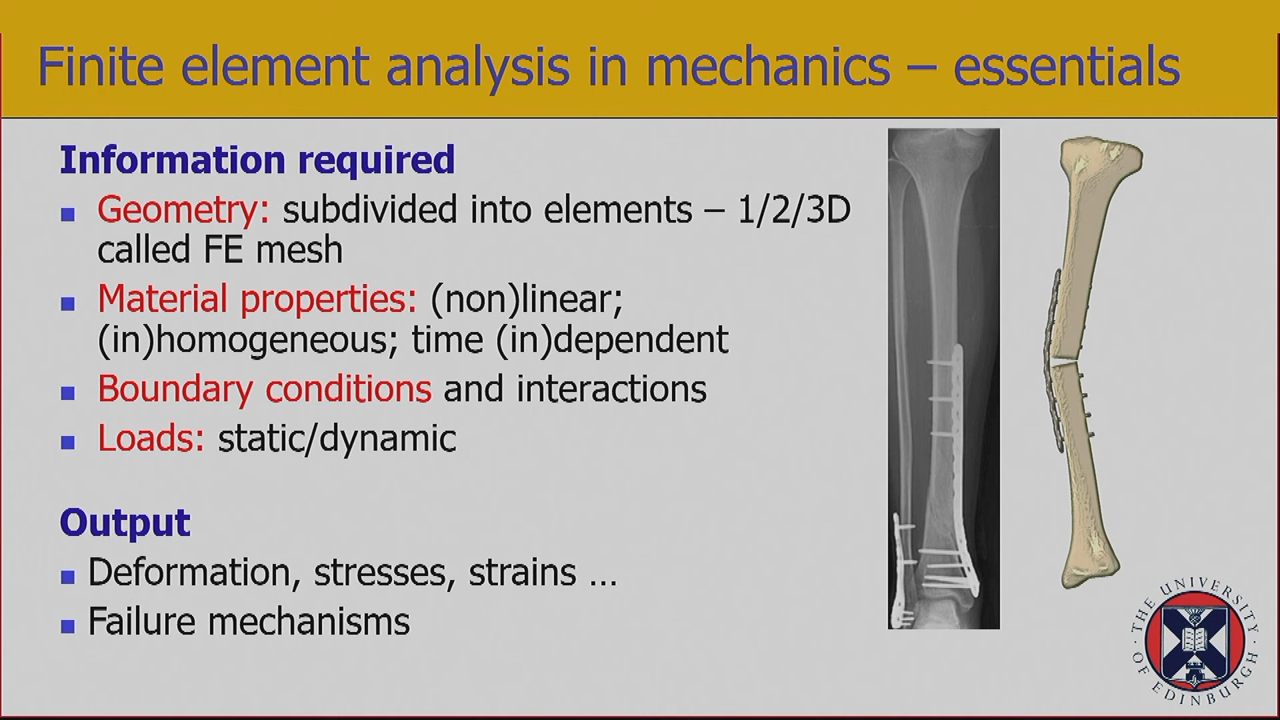 Finite element analysis in mechanics – essentials
Information required
Geometry: subdivided into elements – 1/2/3D
called FE mesh
Material properties: (non)linear;
(in)homogeneous; time (in)dependent
Boundary conditions and interactions
Loads: static/dynamic
Output
Deformation, stresses, strains ...
Failure mechanisms
THE UNIVERSITY
OF EDINBURGH